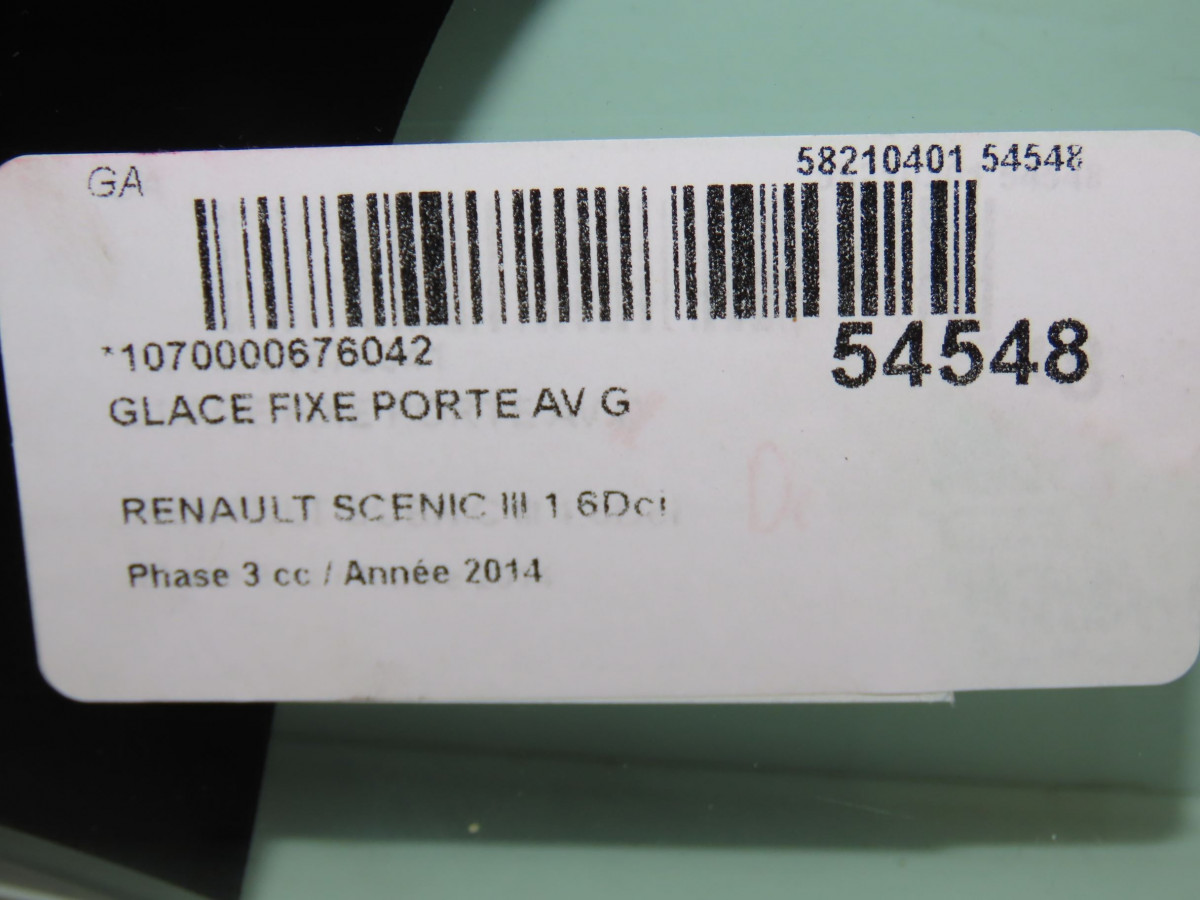 GA
58210401 54548
*1070000676042
54548
GLACE FIXE PORTE AV G
RENAULT SCENIC III 1.6Dci
Phase 3 cc / Année 2014